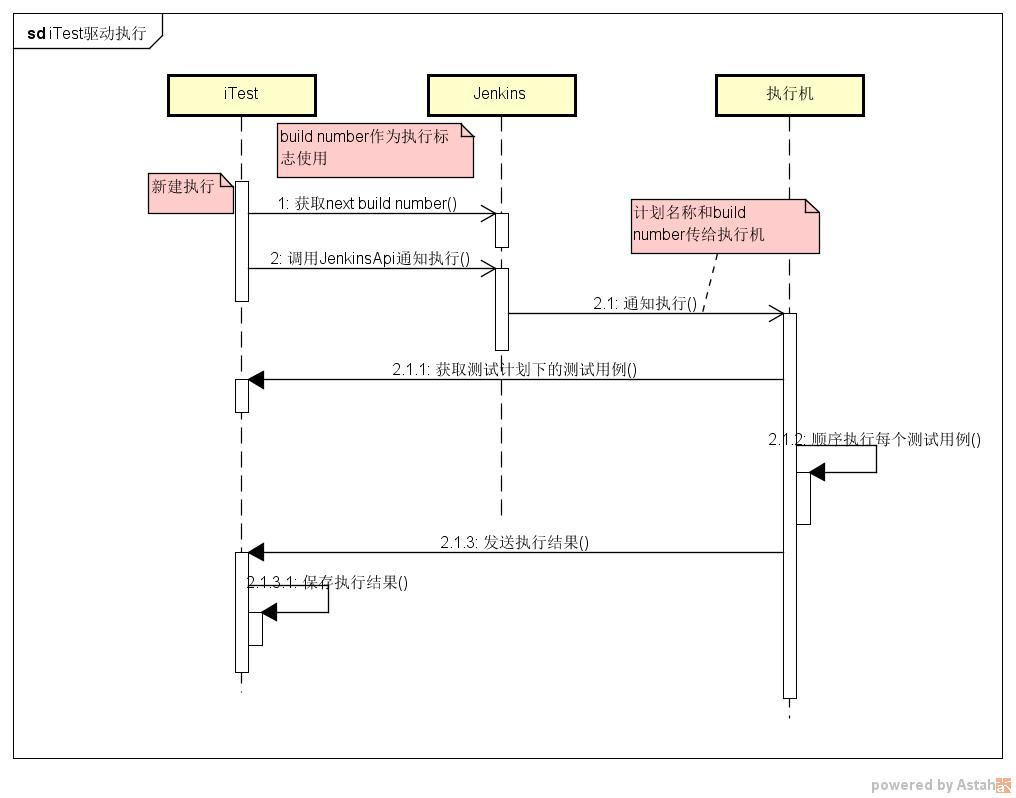 sd iTest驱动执行
iTest
Jenkins
执行机
build number作为执行标
志使用
新建执行
1: 获取next build number()
计划名称和build
number传给执行机
2: 调用JenkinsApi通知执行()
2.1: 通知执行()
2.1.1: 获取测试计划下的测试用例()
2.1.2: 顺序执行每个测试用例()
2.1.3: 发送执行结果()
2.1.3.1: 保存执行结果()
powered by Astah